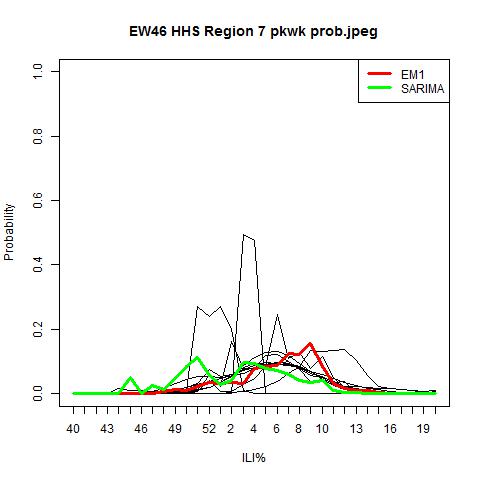 EW46 HHS Region 7 pkwk prob.jpeg
EM1
SARIMA
Probability
1.0
0.8
0.6
0.4
0.2
0.0
40 43 46 49 52 2 4 6 8 10 13 16 19
ILI%